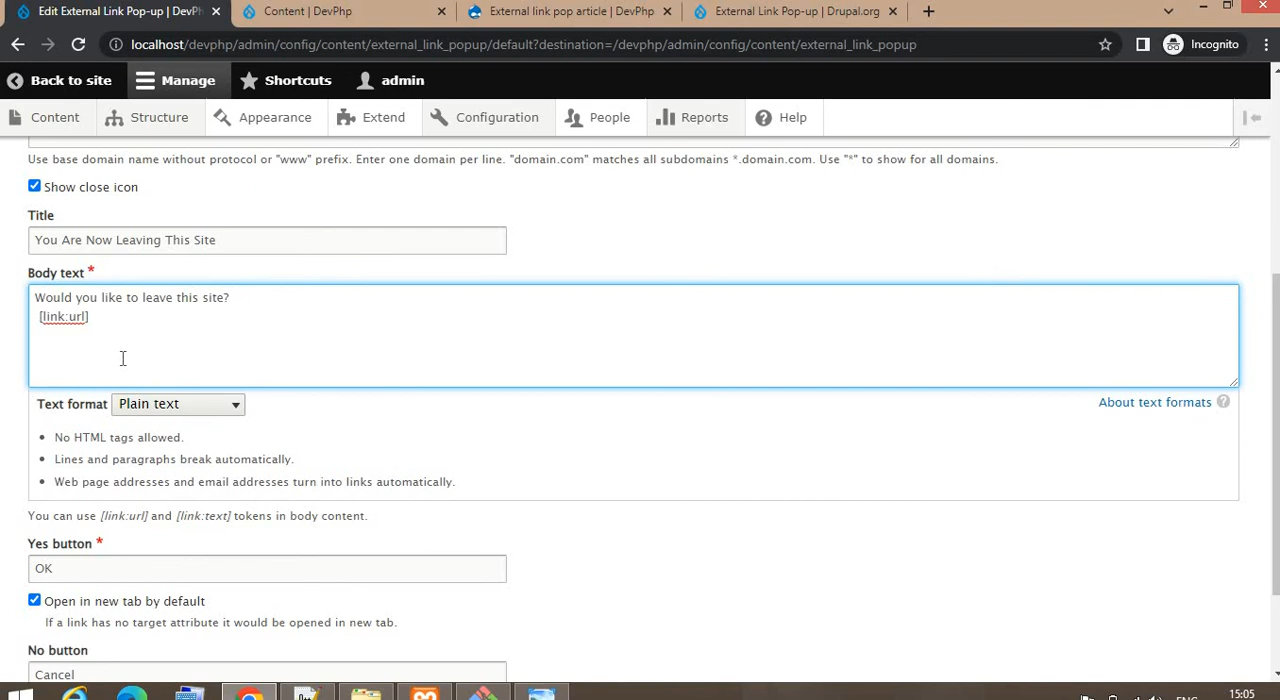 Edit External Link Pop-up | DevPh
Content | DevPhp
External link pop article | DevPhp
External Link Pop-up | Drupal.org
localhost/devphp/admin/config/content/external_link_popup/default?destination=/devphp/admin/config/content/external_link_popup
Incognito
Back to site
Manage
Shortcuts
admin
Content
Structure
Appearance
Extend
Configuration
People
Reports
Help
Use base domain name without protocol or "www" prefix. Enter one domain per line. "domain.com" matches all subdomains *.domain.com. Use "*" to show for all domains.
Show close icon
Title
You Are Now Leaving This Site
Body text *
Would you like to leave this site?
[link:url]
Text format Plain text
About text formats ?
No HTML tags allowed.
Lines and paragraphs break automatically.
Web page addresses and email addresses turn into links automatically.
You can use [link:url] and [link:text] tokens in body content.
Yes button *
OK
Open in new tab by default
If a link has no target attribute it would be opened in new tab.
No button
Cancel
15:05